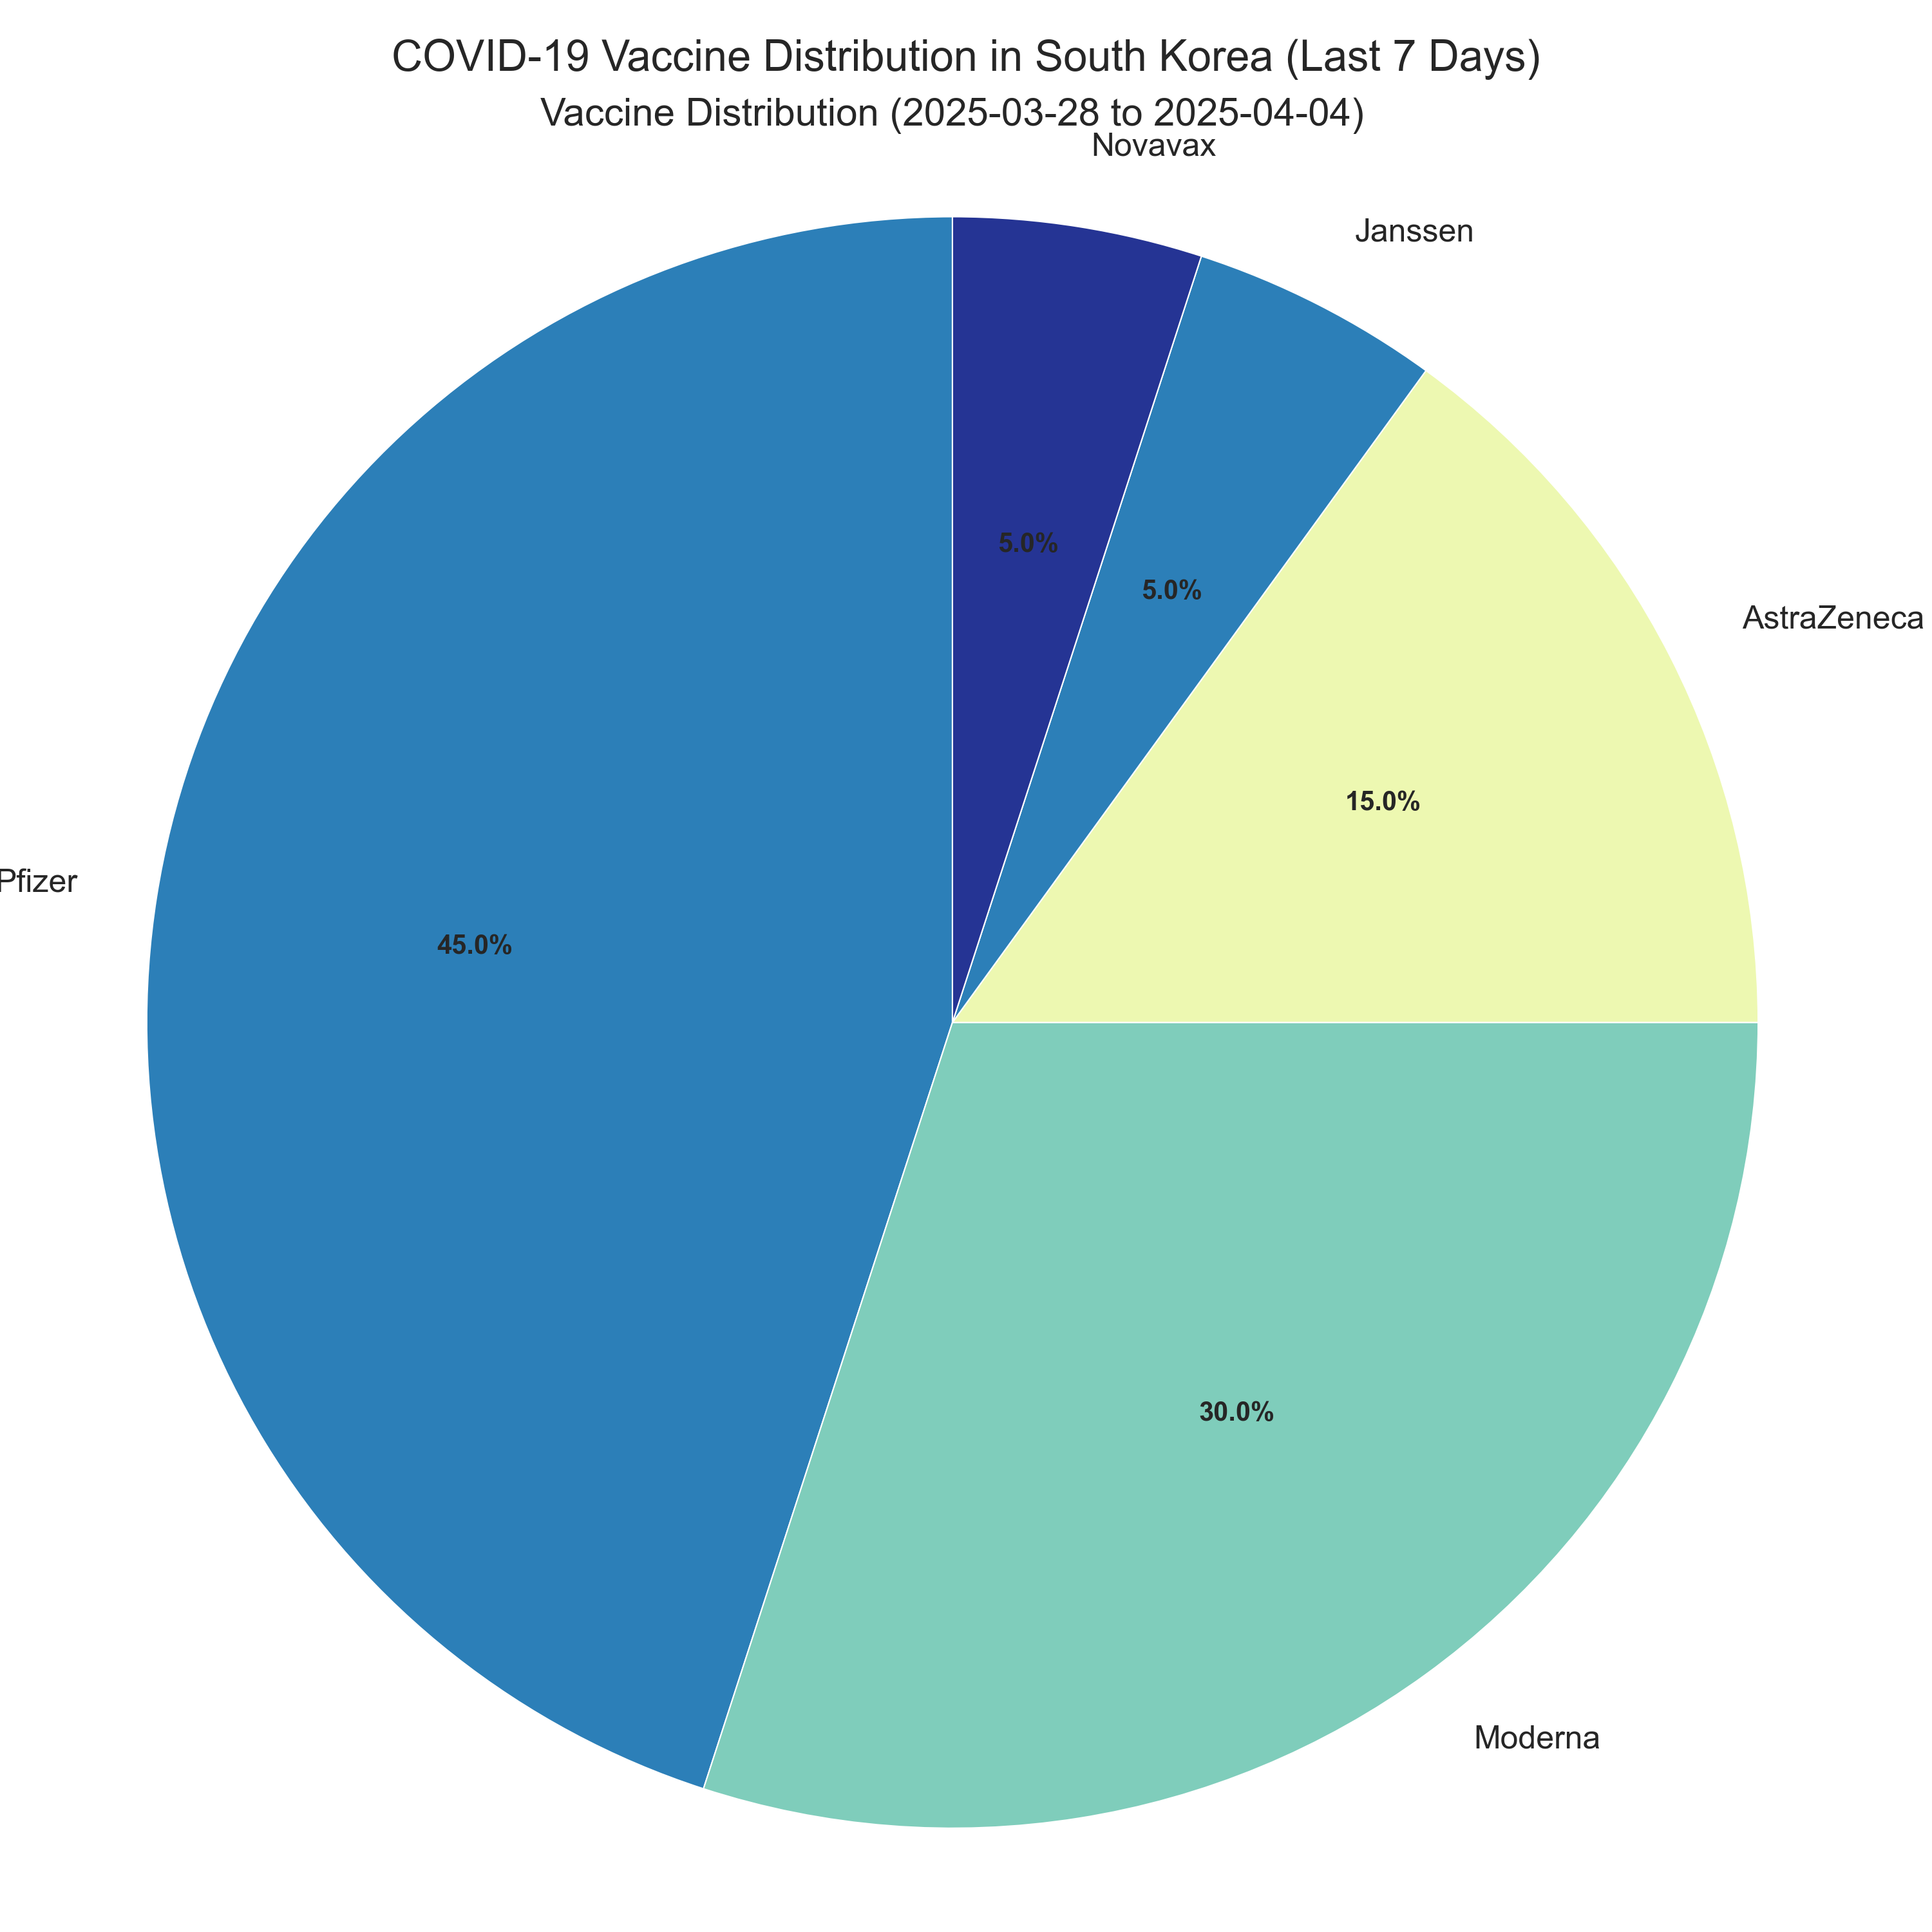 COVID-19 Vaccine Distribution in South Korea (Last 7 Days)
Vaccine Distribution (2025-03-28 to 2025-04-04)
Novavax
Janssen
5.0%
5.0%
AstraZeneca
15.0%
Pfizer
45.0%
30.0%
Moderna